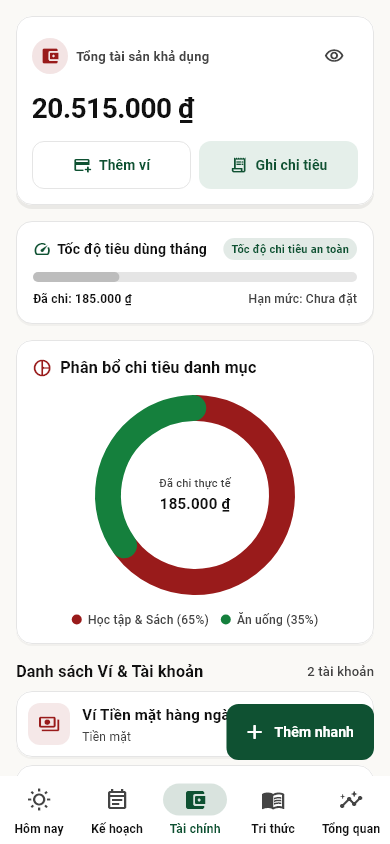 Tổng tài sản khả dụng
20.515.000 ₫
Thêm ví
Ghi chi tiêu
Tốc độ tiêu dùng tháng
Tốc độ chi tiêu an toàn
Đã chi: 185.000 ₫
Hạn mức: Chưa đặt
Phân bổ chi tiêu danh mục
Đã chi thực tế
185.000 ₫
Học tập & Sách (65%)
Ăn uống (35%)
Danh sách Ví & Tài khoản
2 tài khoản
Ví Tiền mặt hàng
Tiền mặt
Thêm nhanh
Hôm nay
Kế hoạch
Tài chính
Tri thức
Tổng quan